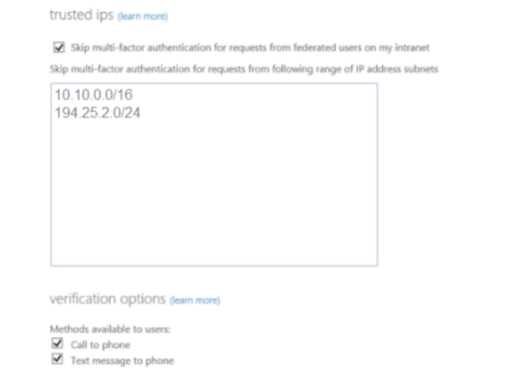 trusted ips (learn more)
Skip multi-factor authentication for requests from federated users on my intranet
Skip multi-factor authentication for requests from following range of IP address subnets
10.10.0.0/16
194.25.2.0/24
verification options (learn more)
Methods available to users:
Call to phone
Text message to phone